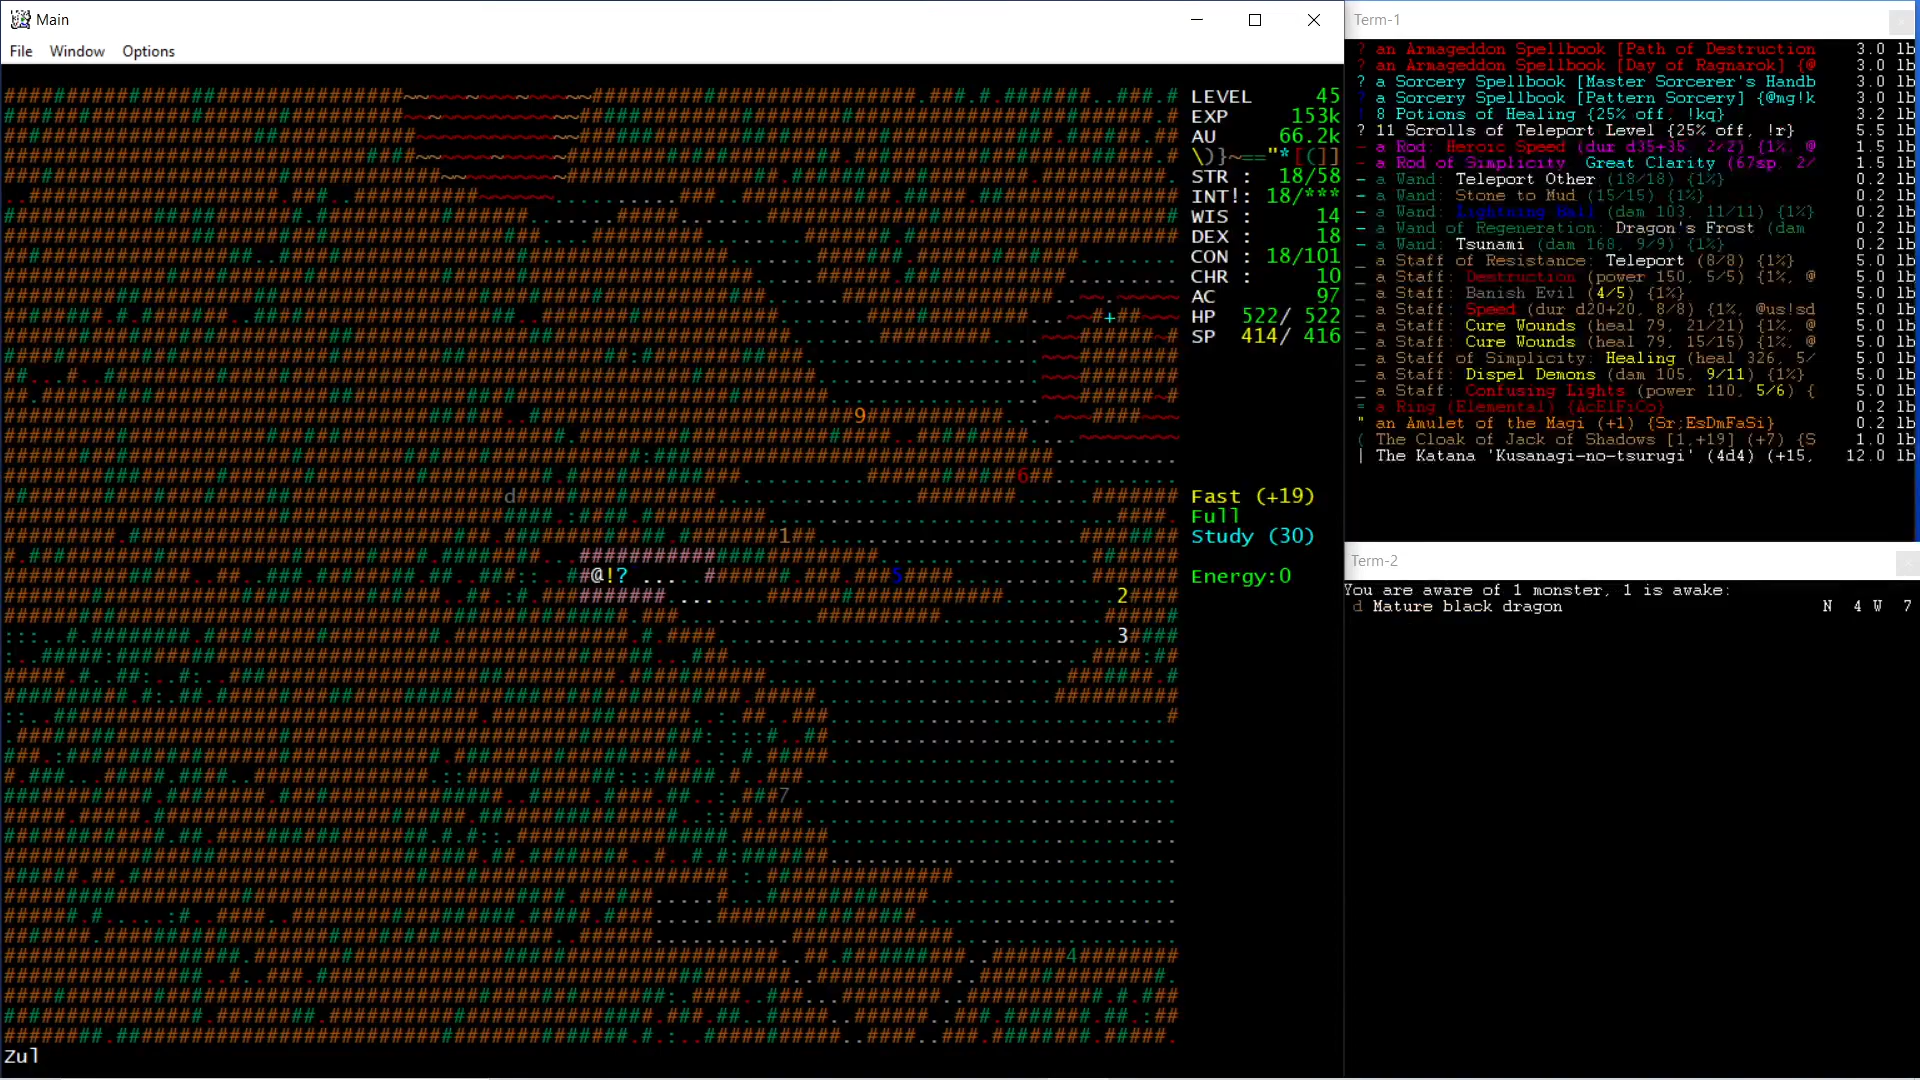 Main
File Window Options
LEVEL 45
EXP 153k
AU 66.2k
\)}~=="*[(]]
STR : 18/58
INT!: 18/***
WIS : 14
DEX : 18
CON : 18/101
CHR : 10
AC 97
HP 522/ 522
SP 414/ 416
Fast (+19)
Full
Study (30)
Energy:0
Zul
Term-1
? an Armageddon Spellbook [Path of Destruction 3.0 lb
? an Armageddon Spellbook [Day of Ragnarok] {@ 3.0 lb
? a Sorcery Spellbook [Master Sorcerer's Handb 3.0 lb
? a Sorcery Spellbook [Pattern Sorcery] {@mg!k 3.0 lb
! 8 Potions of Healing {25% off, !kq} 3.2 lb
? 11 Scrolls of Teleport Level {25% off, !r} 5.5 lb
- a Rod: Heroic Speed (dur d35+35, 2/2) {1%, @ 1.5 lb
- a Rod of Simplicity: Great Clarity (67sp, 2/ 1.5 lb
- a Wand: Teleport Other (18/18) {1%} 0.2 lb
- a Wand: Stone to Mud (15/15) {1%} 0.2 lb
- a Wand: Lightning Ball (dam 103, 11/11) {1%} 0.2 lb
- a Wand of Regeneration: Dragon's Frost (dam 0.2 lb
- a Wand: Tsunami (dam 168, 9/9) {1%} 0.2 lb
_ a Staff of Resistance: Teleport (8/8) {1%} 5.0 lb
_ a Staff: Destruction (power 150, 5/5) {1%, @ 5.0 lb
_ a Staff: Banish Evil (4/5) {1%} 5.0 lb
_ a Staff: Speed (dur d20+20, 8/8) {1%, @us!sd 5.0 lb
_ a Staff: Cure Wounds (heal 79, 21/21) {1%, @ 5.0 lb
_ a Staff: Cure Wounds (heal 79, 15/15) {1%, @ 5.0 lb
_ a Staff of Simplicity: Healing (heal 326, 5/ 5.0 lb
_ a Staff: Dispel Demons (dam 105, 9/11) {1%} 5.0 lb
_ a Staff: Confusing Lights (power 110, 5/6) { 5.0 lb
= a Ring (Elemental) {AcElFiCo} 0.2 lb
" an Amulet of the Magi (+1) {Sr;EsDmFaSi} 0.2 lb
( The Cloak of Jack of Shadows [1,+19] (+7) {S 1.0 lb
| The Katana 'Kusanagi-no-tsurugi' (4d4) (+15, 12.0 lb
Term-2
You are aware of 1 monster, 1 is awake:
d Mature black dragon N 4 W 7